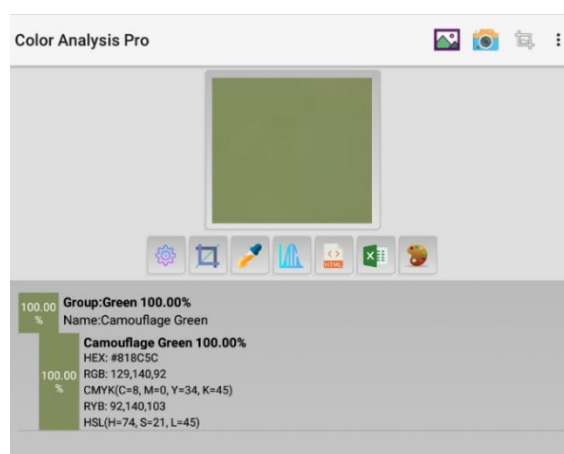 Color Analysis Pro
HTML
100.00
%
Group:Green 100.00%
Name:Camouflage Green
100.00
%
Camouflage Green 100.00%
HEX: #818C5C
RGB: 129,140,92
CMYK(C=8, M=0, Y=34, K=45)
RYB: 92,140,103
HSL(H=74, S=21, L=45)